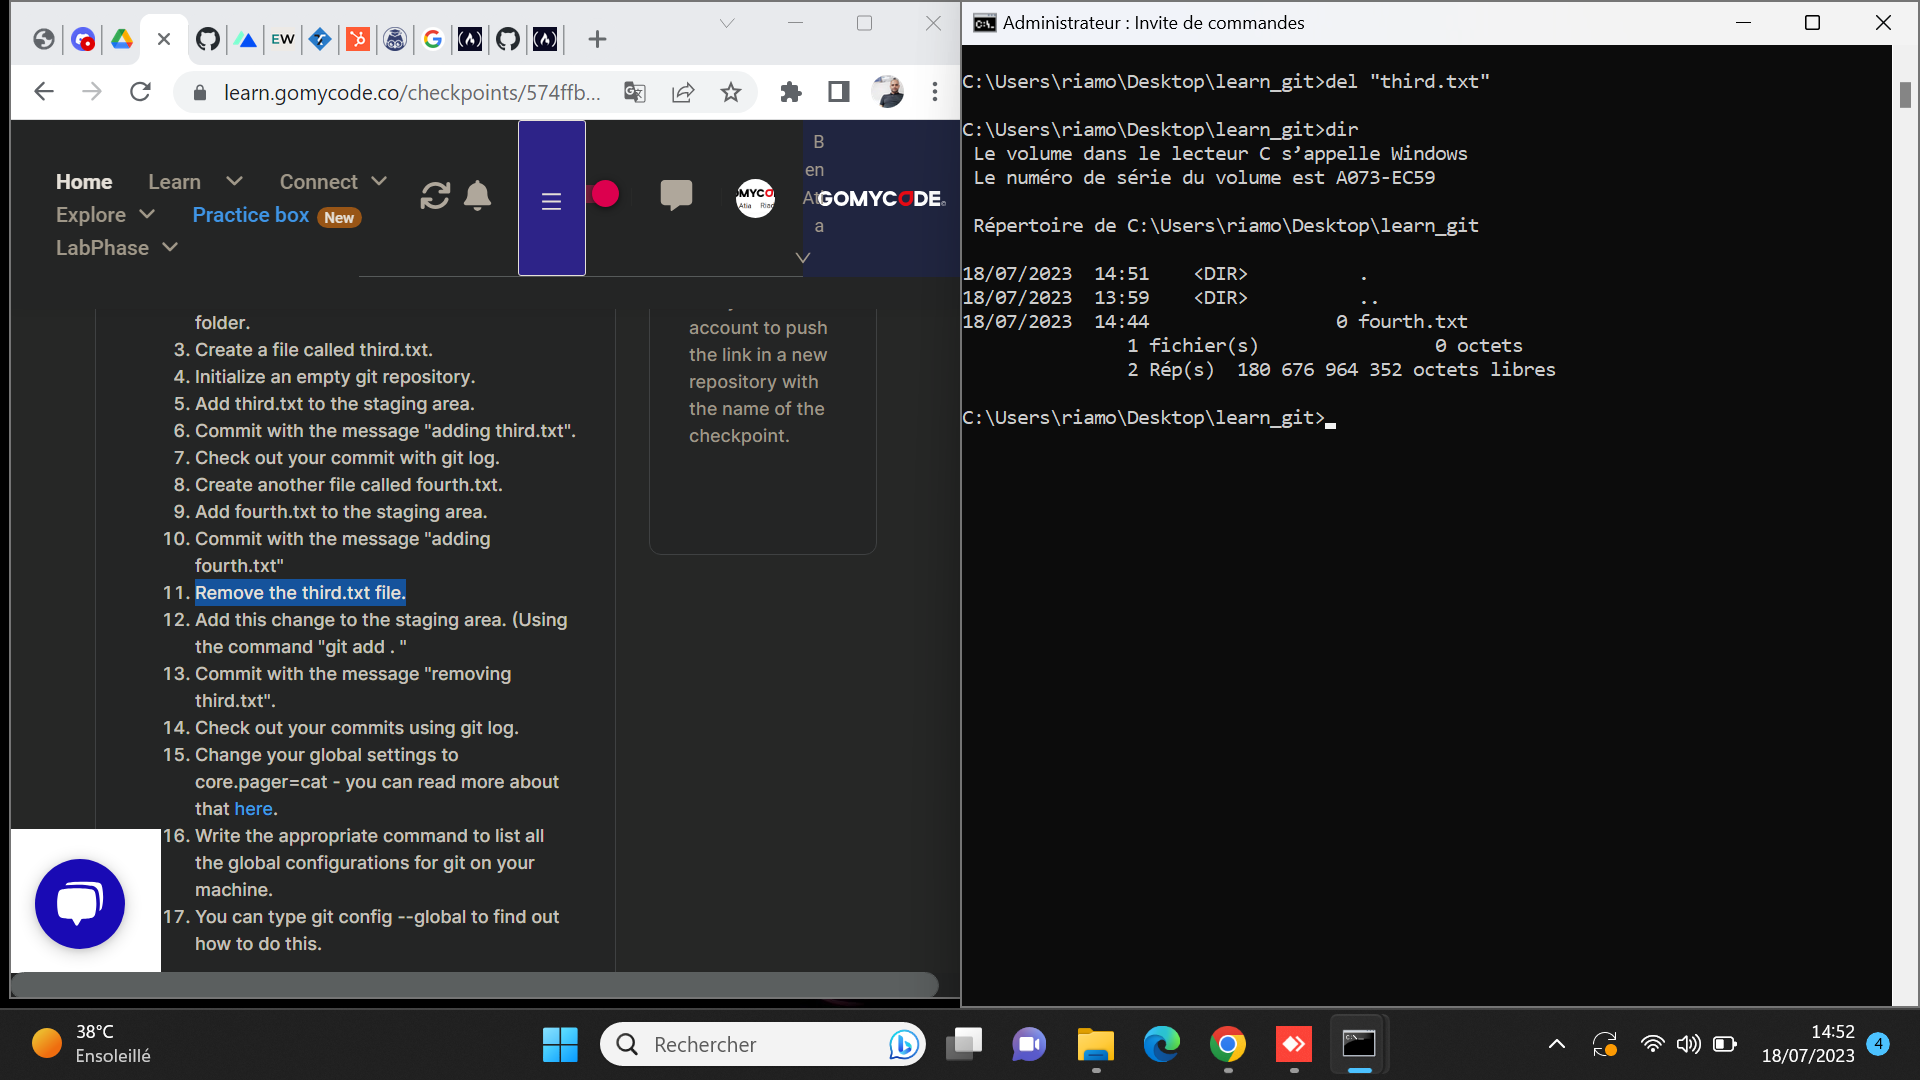 EW
learn.gomycode.co/checkpoints/574ffb...
Home
Learn
Connect
Explore
Practice box New
LabPhase
B
en
Ati
a
GOMYCODE.
folder.
3. Create a file called third.txt.
4. Initialize an empty git repository.
5. Add third.txt to the staging area.
6. Commit with the message "adding third.txt".
7. Check out your commit with git log.
8. Create another file called fourth.txt.
9. Add fourth.txt to the staging area.
10. Commit with the message "adding
fourth.txt"
11. Remove the third.txt file.
12. Add this change to the staging area. (Using
the command "git add . "
13. Commit with the message "removing
third.txt".
14. Check out your commits using git log.
15. Change your global settings to
core.pager=cat - you can read more about
that here.
16. Write the appropriate command to list all
the global configurations for git on your
machine.
17. You can type git config --global to find out
how to do this.
account to push
the link in a new
repository with
the name of the
checkpoint.
Administrateur : Invite de commandes
C:\Users\riamo\Desktop\learn_git>del "third.txt"
C:\Users\riamo\Desktop\learn_git>dir
Le volume dans le lecteur C s’appelle Windows
Le numéro de série du volume est A073-EC59
Répertoire de C:\Users\riamo\Desktop\learn_git
18/07/2023  14:51    <DIR>          .
18/07/2023  13:59    <DIR>          ..
18/07/2023  14:44                 0 fourth.txt
1 fichier(s)                0 octets
2 Rép(s)  180 676 964 352 octets libres
C:\Users\riamo\Desktop\learn_git>
38°C
Ensoleillé
Rechercher
14:52
18/07/2023
4